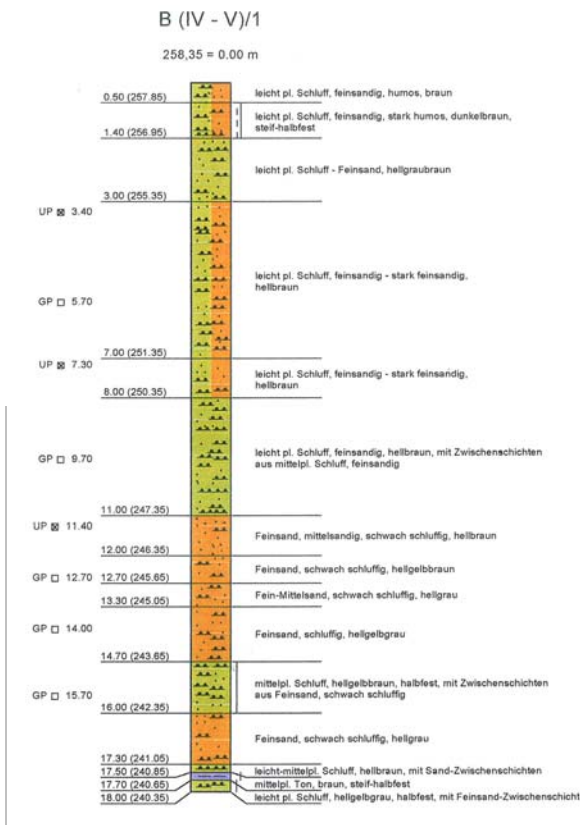 B (IV - V)/1
258,35 = 0.00 m
leicht pl. Schluff, feinsandig, humos, braun
0.50 (257.85)
leicht pl. Schluff, feinsandig, stark humos, dunkelbraun,
steif-halbfest
1.40 (256.95)
leicht pl. Schluff - Feinsand, hellgraubraun
3.00 (255.35)
UP 3.40
leicht pl. Schluff, feinsandig - stark feinsandig,
hellbraun
GP 5.70
7.00 (251.35)
UP 7.30
leicht pl. Schluff, feinsandig - stark feinsandig,
hellbraun
8.00 (250.35)
leicht pl. Schluff, feinsandig, hellbraun, mit Zwischenschichten
aus mittelpl. Schluff, feinsandig
GP 9.70
11.00 (247.35)
UP 11.40
Feinsand, mittelsandig, schwach schluffig, hellbraun
12.00 (246.35)
Feinsand, schwach schluffig, hellgelbbraun
GP 12.70
12.70 (245.65)
Fein-Mittelsand, schwach schluffig, hellgrau
13.30 (245.05)
GP 14.00
Feinsand, schluffig, hellgelbgrau
14.70 (243.65)
mittelpl. Schluff, hellgelbbraun, halbfest, mit Zwischenschichten
aus Feinsand, schwach schluffig
GP 15.70
16.00 (242.35)
Feinsand, schwach schluffig, hellgrau
17.30 (241.05)
leicht-mittelpl. Schluff, hellbraun, mit Sand-Zwischenschichten
17.50 (240.85)
mittelpl. Ton, braun, steif-halbfest
17.70 (240.65)
leicht pl. Schluff, hellgelbgrau, halbfest, mit Feinsand-Zwischenschicht
18.00 (240.35)